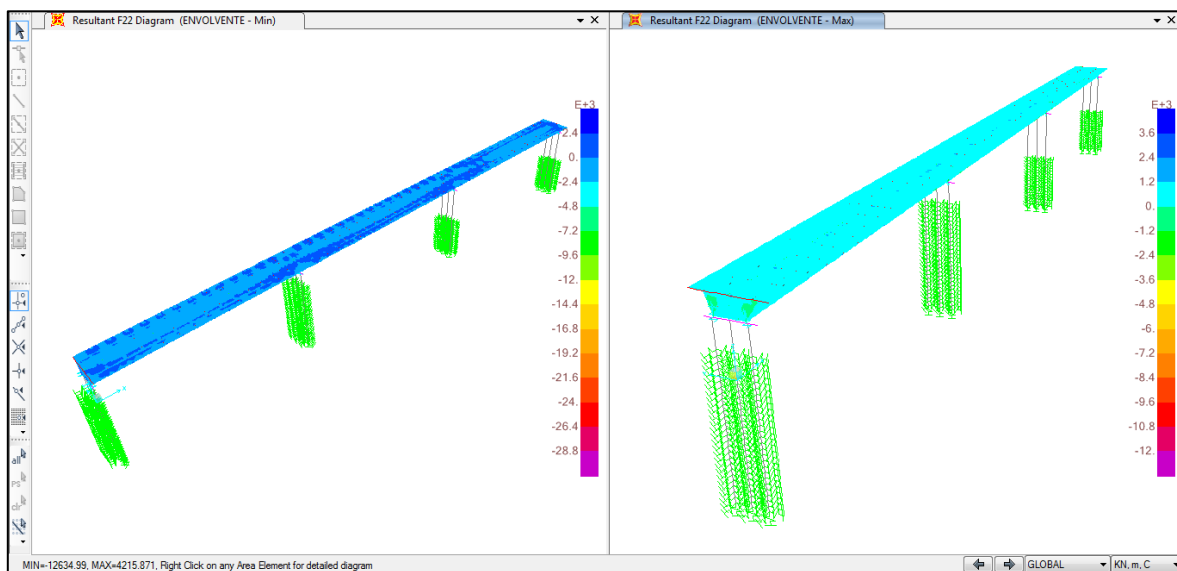 Resultant F22 Diagram (ENVOLVENTE - Min)
Resultant F22 Diagram (ENVOLVENTE - Max)
E+3
2.4
0.
-2.4
-4.8
-7.2
-9.6
-12.
-14.4
-16.8
-19.2
-21.6
-24.
-26.4
-28.8
E+3
3.6
2.4
1.2
0.
-1.2
-2.4
-3.6
-4.8
-6.
-7.2
-8.4
-9.6
-10.8
-12.
all
PS
clr
MIN=-12634.99, MAX=4215.871, Right Click on any Area Element for detailed diagram
GLOBAL
KN, m, C